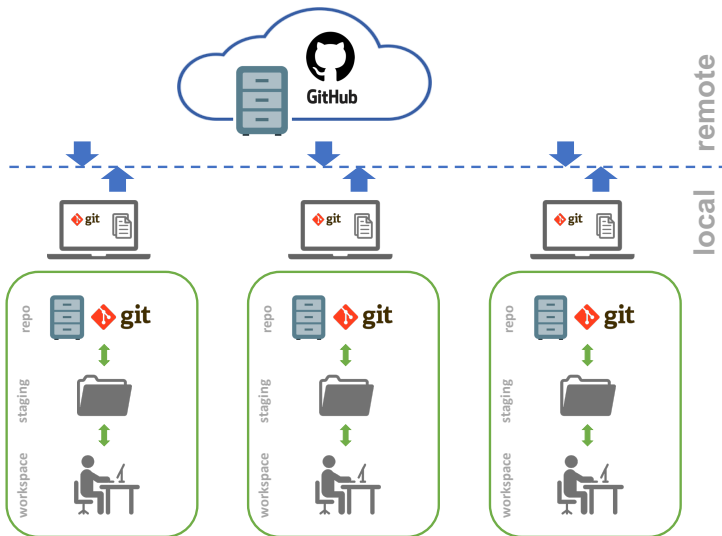 GitHub
remote
local
git
git
git
repo
git
repo
git
repo
git
staging
staging
staging
workspace
workspace
workspace